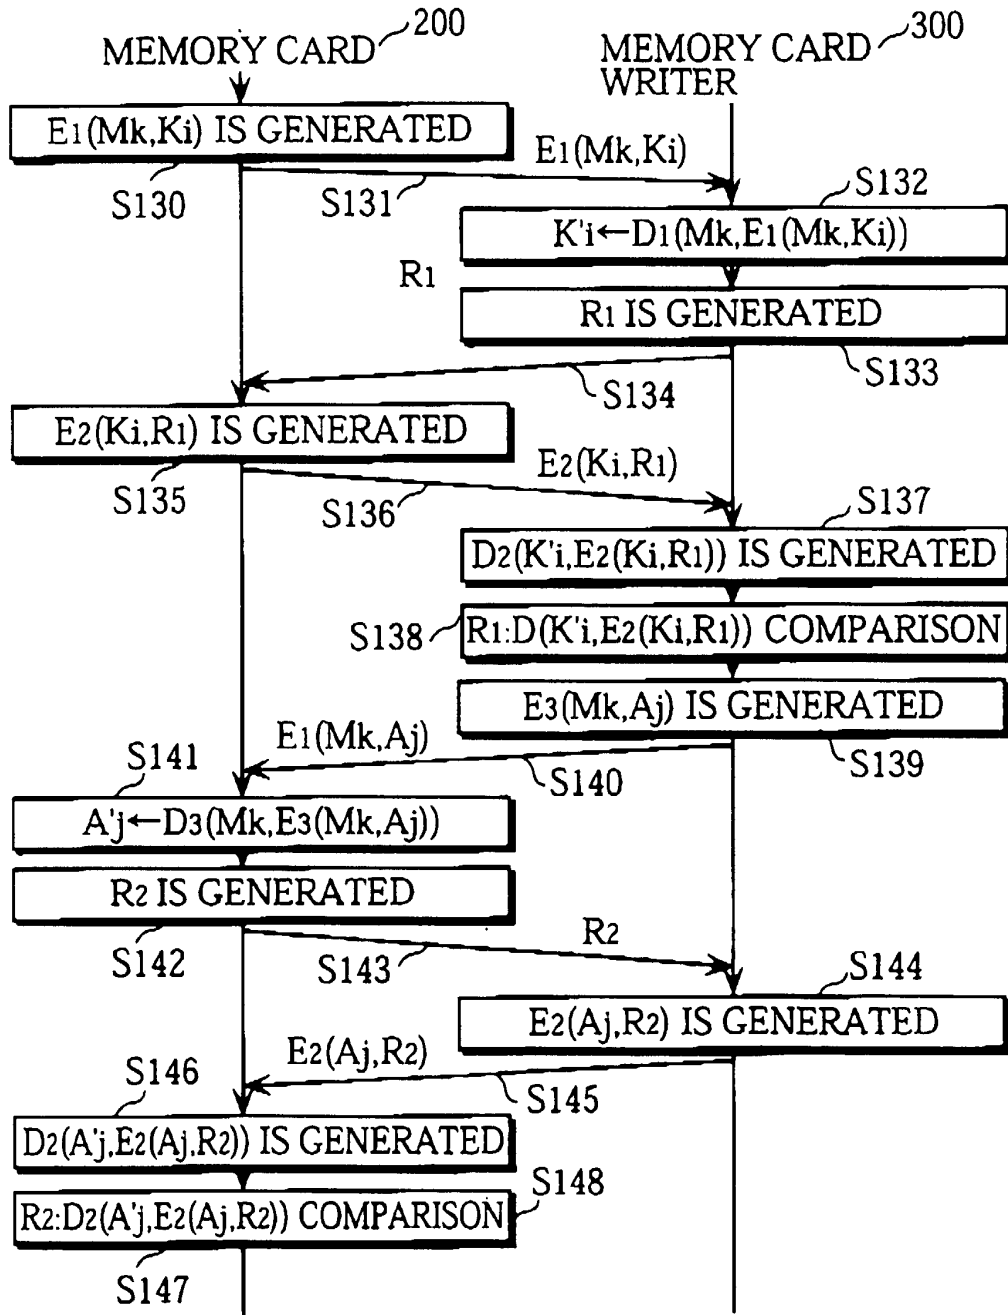 200
MEMORY CARD
300
MEMORY CARD
WRITER
E1(Mk,Ki) IS GENERATED
E1(Mk,Ki)
S130
S131
S132
K'i←D1(Mk,E1(Mk,Ki))
R1
R1 IS GENERATED
S133
S134
E2(Ki,R1) IS GENERATED
E2(Ki,R1)
S135
S136
S137
D2(K'i,E2(Ki,R1)) IS GENERATED
S138
R1:D(K'i,E2(Ki,R1)) COMPARISON
E3(Mk,Aj) IS GENERATED
E1(Mk,Aj)
S139
S140
S141
A'j←D3(Mk,E3(Mk,Aj))
R2 IS GENERATED
R2
S142
S143
S144
E2(Aj,R2) IS GENERATED
E2(Aj,R2)
S145
S146
D2(A'j,E2(Aj,R2)) IS GENERATED
S148
R2:D2(A'j,E2(Aj,R2)) COMPARISON
S147